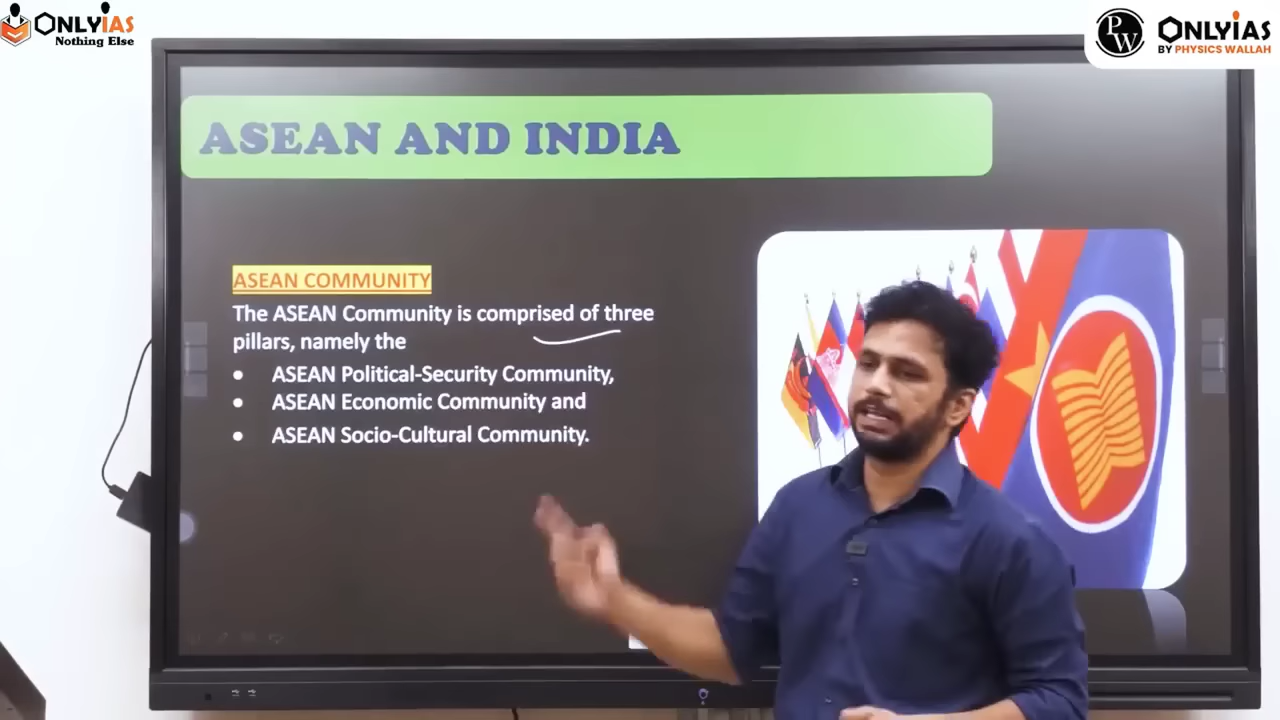 ONLYIAS
Nothing Else
PW
ONLYIAS
BY PHYSICS WALLAH
ASEAN AND INDIA
ASEAN COMMUNITY
The ASEAN Community is comprised of three
pillars, namely the
• ASEAN Political-Security Community,
• ASEAN Economic Community and
• ASEAN Socio-Cultural Community.